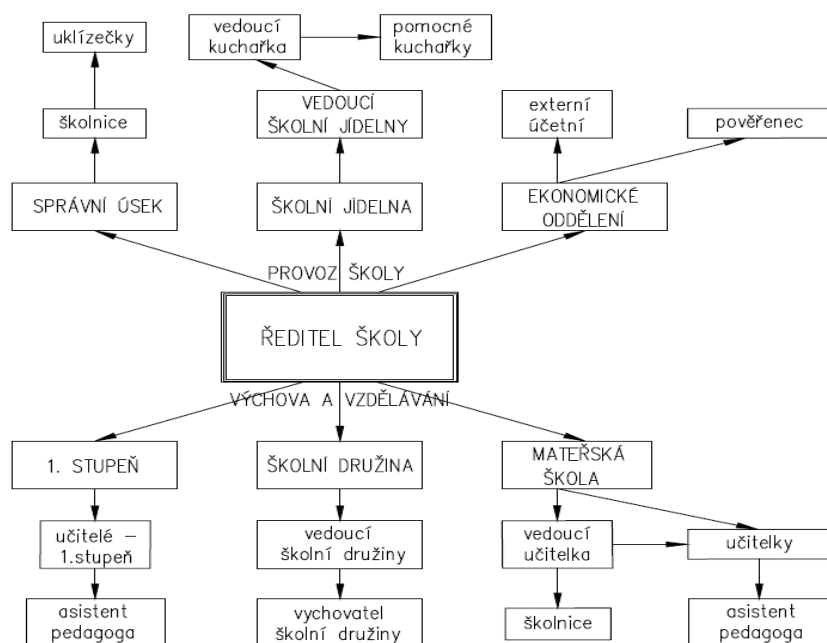 uklízečky
vedoucí
kuchařka
pomocné
kuchařky
školnice
VEDOUCÍ
ŠKOLNÍ JÍDELNY
externí
účetní
pověřenec
SPRÁVNÍ ÚSEK
ŠKOLNÍ JÍDELNA
EKONOMICKÉ
ODDĚLENÍ
PROVOZ ŠKOLY
ŘEDITEL ŠKOLY
VÝCHOVA A VZDĚLÁVÁNÍ
1. STUPEŇ
ŠKOLNÍ DRUŽINA
MATEŘSKÁ
ŠKOLA
učitelé –
1.stupeň
vedoucí
školní družiny
vedoucí
učitelka
učitelky
asistent
pedagoga
vychovatel
školní družiny
školnice
asistent
pedagoga